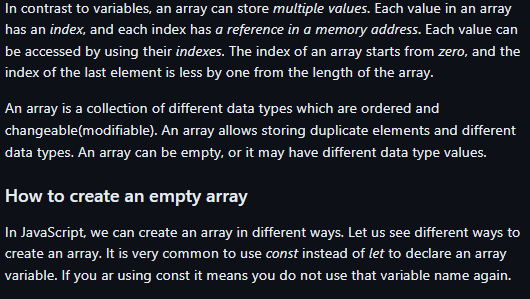 In contrast to variables, an array can store multiple values. Each value in an array
has an index, and each index has a reference in a memory address. Each value can
be accessed by using their indexes. The index of an array starts from zero, and the
index of the last element is less by one from the length of the array.
An array is a collection of different data types which are ordered and
changeable(modifiable). An array allows storing duplicate elements and different
data types. An array can be empty, or it may have different data type values.
How to create an empty array
In JavaScript, we can create an array in different ways. Let us see different ways to
create an array. It is very common to use const instead of let to declare an array
variable. If you ar using const it means you do not use that variable name again.